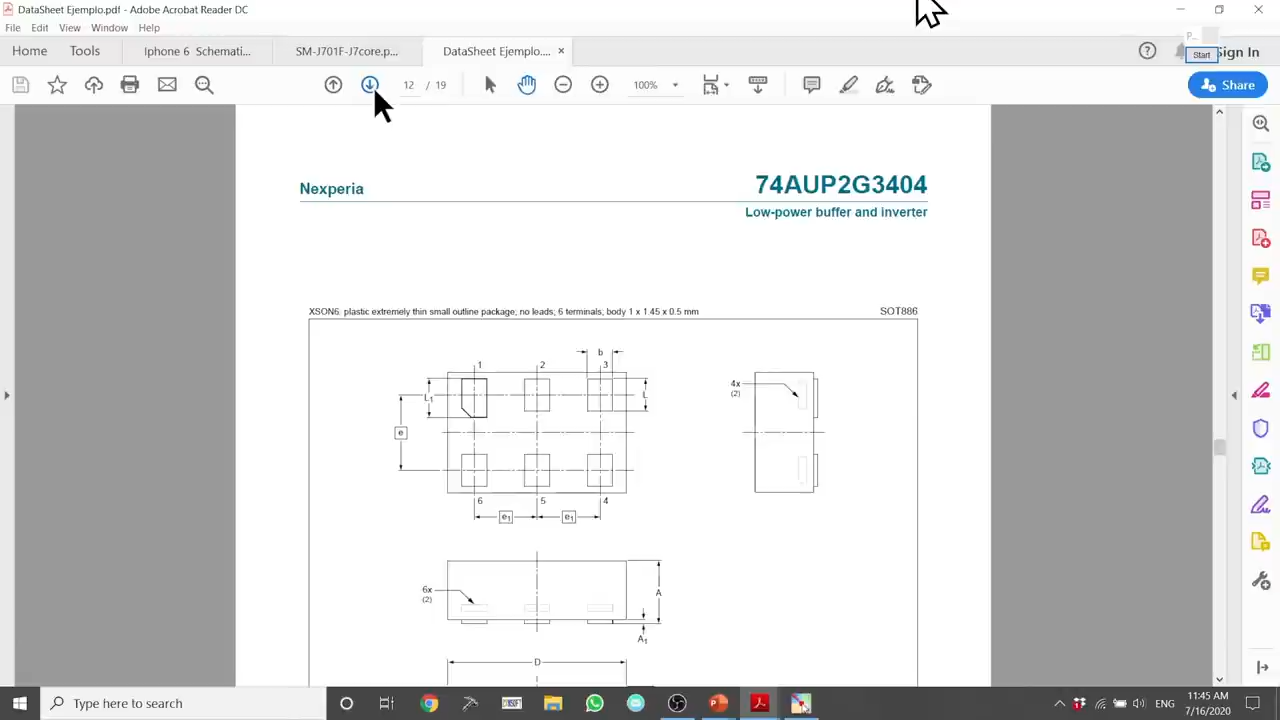 DataSheet Ejemplo.pdf - Adobe Acrobat Reader DC
File Edit View Window Help
Home Tools Iphone 6 Schemati... SM-J701F-J7core.p... DataSheet Ejemplo.... × Sign In
P...
Start
12 / 19 100% Share
Nexperia 74AUP2G3404
Low-power buffer and inverter
XSON6: plastic extremely thin small outline package; no leads; 6 terminals; body 1 x 1.45 x 0.5 mm SOT886
b
1 2 3
4x
(2)
L1 L
e
6 5 4
e1 e1
6x
(2)
A
A1
D
Type here to search
11:45 AM
ENG
7/16/2020